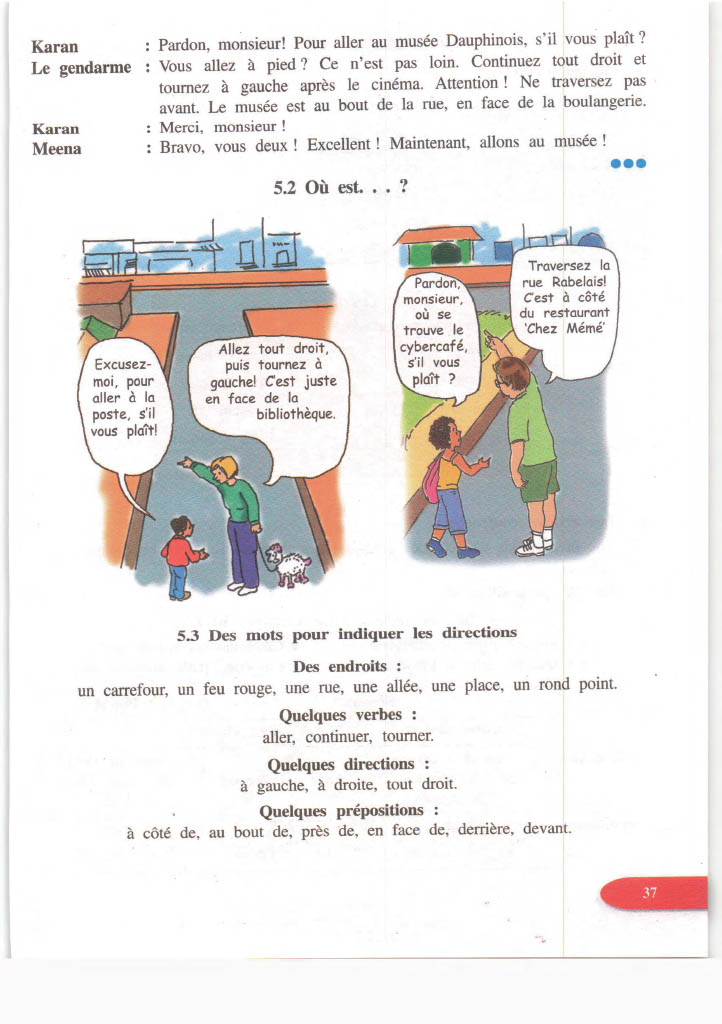 Karan : Pardon, monsieur! Pour aller au musée Dauphinois, s'il vous plaît ?
Le gendarme : Vous allez à pied ? Ce n'est pas loin. Continuez tout droit et
tournez à gauche après le cinéma. Attention ! Ne traversez pas
avant. Le musée est au bout de la rue, en face de la boulangerie.
Karan : Merci, monsieur !
Meena : Bravo, vous deux ! Excellent ! Maintenant, allons au musée !
5.2 Où est. . . ?
Excusez-
moi, pour
aller à la
poste, s'il
vous plaît!
Allez tout droit,
puis tournez à
gauche! C'est juste
en face de la
bibliothèque.
Pardon,
monsieur,
où se
trouve le
cybercafé,
s'il vous
plaît ?
Traversez la
rue Rabelais!
C'est à côté
du restaurant
'Chez Mémé'
5.3 Des mots pour indiquer les directions
Des endroits :
un carrefour, un feu rouge, une rue, une allée, une place, un rond point.
Quelques verbes :
aller, continuer, tourner.
Quelques directions :
à gauche, à droite, tout droit.
Quelques prépositions :
à côté de, au bout de, près de, en face de, derrière, devant.
37